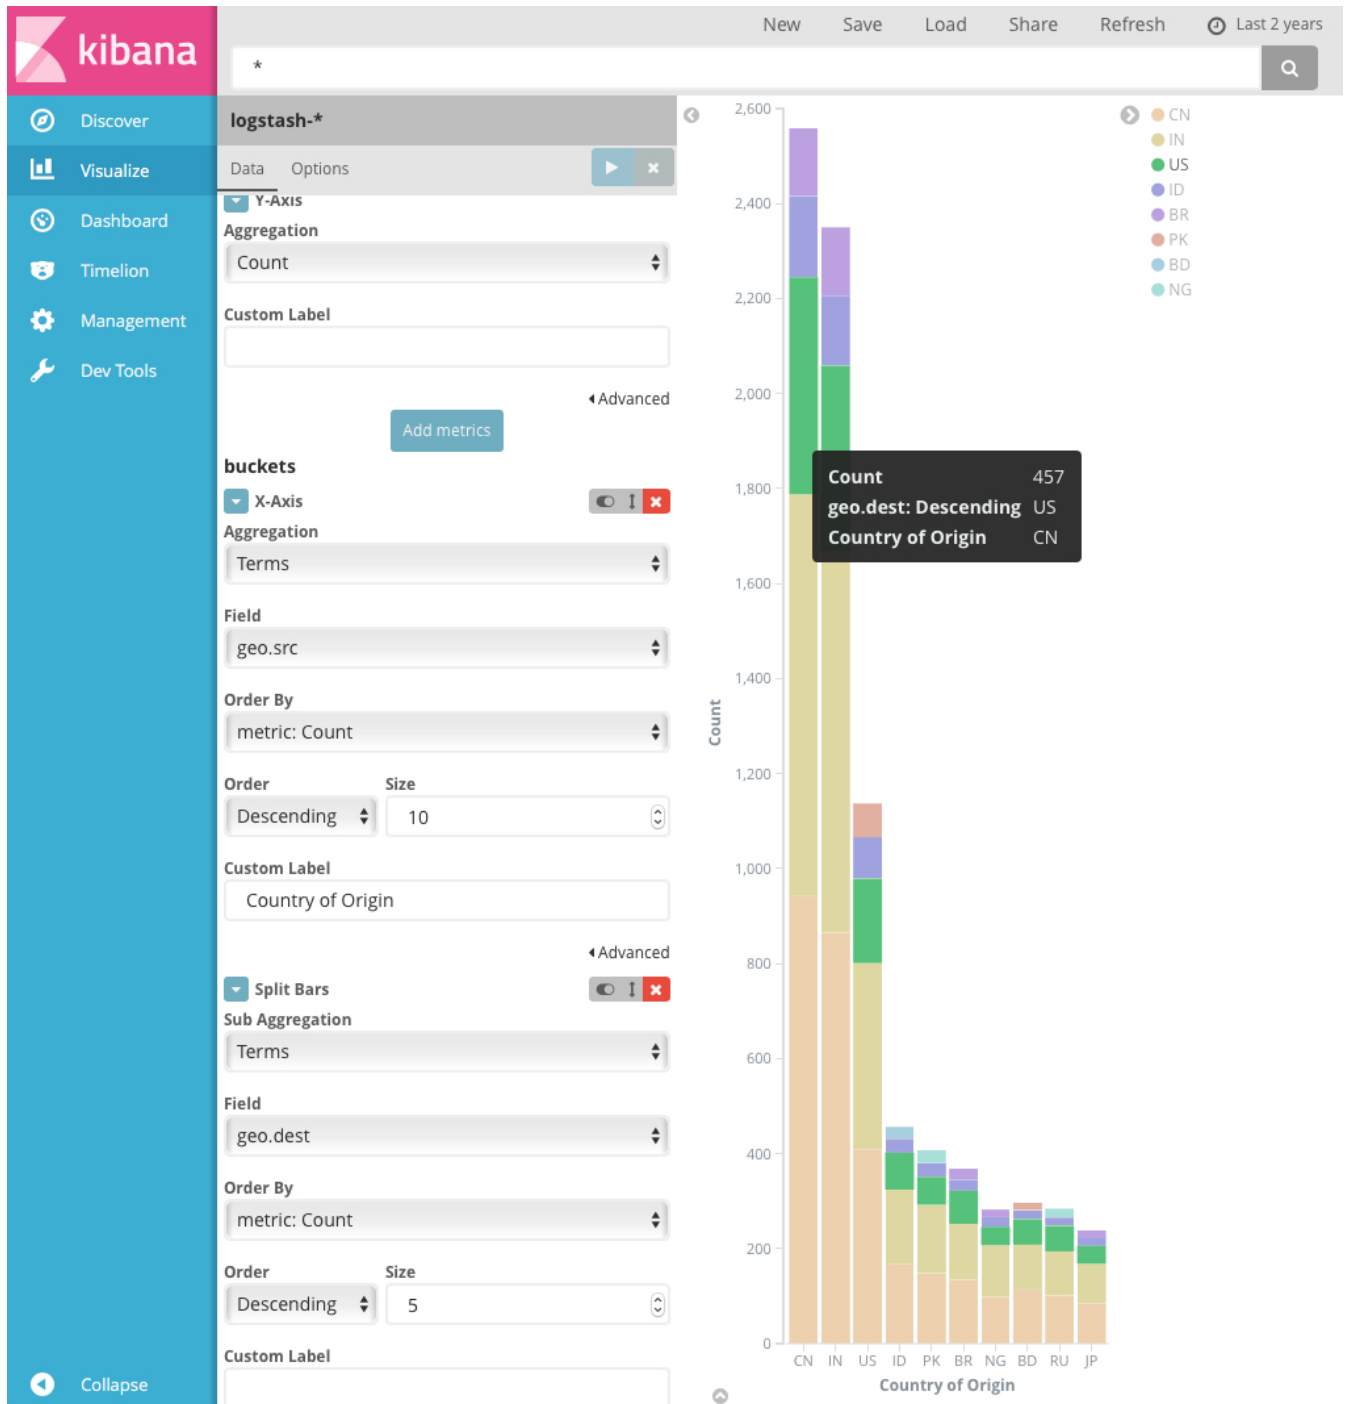 kibana
New Save Load Share Refresh Last 2 years
*
Discover
Visualize
Dashboard
Timelion
Management
Dev Tools
Collapse
logstash-*
Data Options
Y-Axis
Aggregation
Count
Custom Label
Advanced
Add metrics
buckets
X-Axis
Aggregation
Terms
Field
geo.src
Order By
metric: Count
Order Size
Descending 10
Custom Label
Country of Origin
Advanced
Split Bars
Sub Aggregation
Terms
Field
geo.dest
Order By
metric: Count
Order Size
Descending 5
Custom Label
2,600
2,400
2,200
2,000
1,800
1,600
1,400
1,200
1,000
800
600
400
200
0
Count
Count 457
geo.dest: Descending US
Country of Origin CN
CN IN US ID PK BR NG BD RU JP
Country of Origin
CN
IN
US
ID
BR
PK
BD
NG